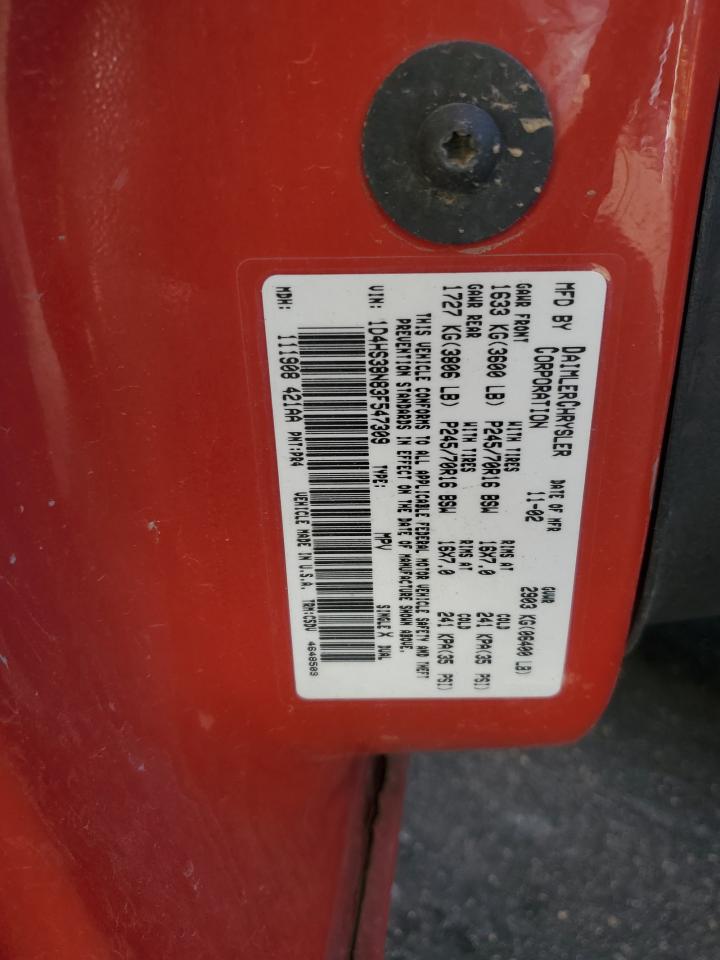 MFD BY DAIMLERCHRYSLER
CORPORATION
DATE OF MFR
11-02
GVWR
2903 KG(06400 LB)
GAWR FRONT WITH TIRES RIMS AT COLD
1633 KG(3600 LB) P245/70R16 BSW 16X7.0 241 KPA(35 PSI)
GAWR REAR WITH TIRES RIMS AT COLD
1727 KG(3806 LB) P245/70R16 BSW 16X7.0 241 KPA(35 PSI)
THIS VEHICLE CONFORMS TO ALL APPLICABLE FEDERAL MOTOR VEHICLE SAFETY AND THEFT
PREVENTION STANDARDS IN EFFECT ON THE DATE OF MANUFACTURE SHOWN ABOVE.
VIN: 1D4HS38N83F547309 TYPE: MPV SINGLE X DUAL
MDH: 111908 421AA PNT:PR4 VEHICLE MADE IN U.S.A. TRM:C5DV 4648509